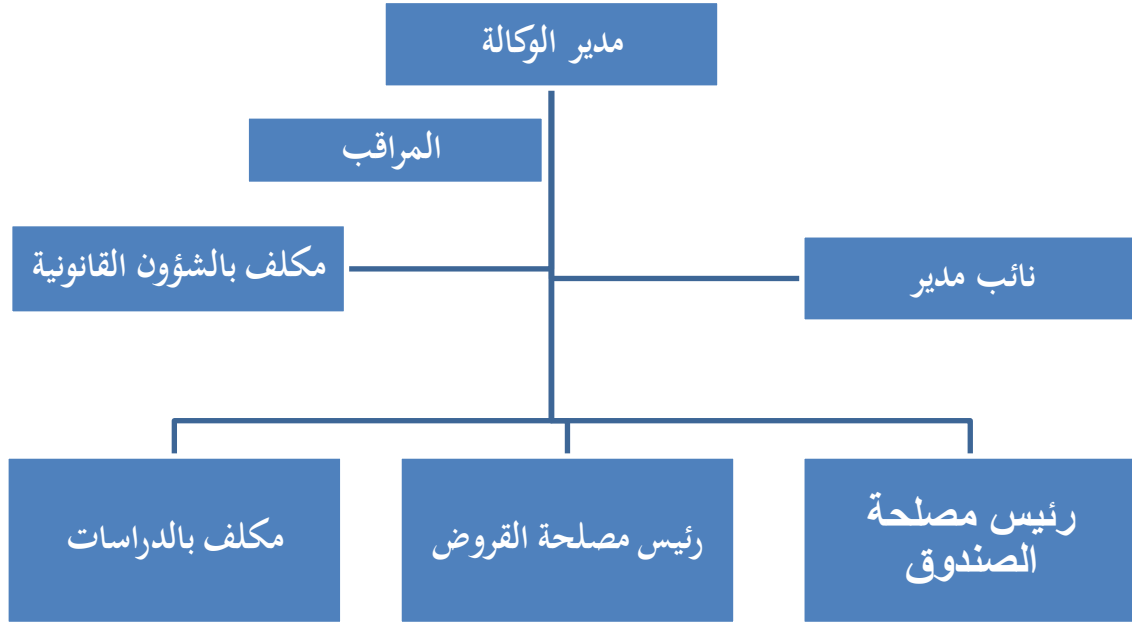 مدير الوكالة
المراقب
نائب مدير
مكلف بالشؤون القانونية
رئيس مصلحة
الصندوق
رئيس مصلحة القروض
مكلف بالدراسات